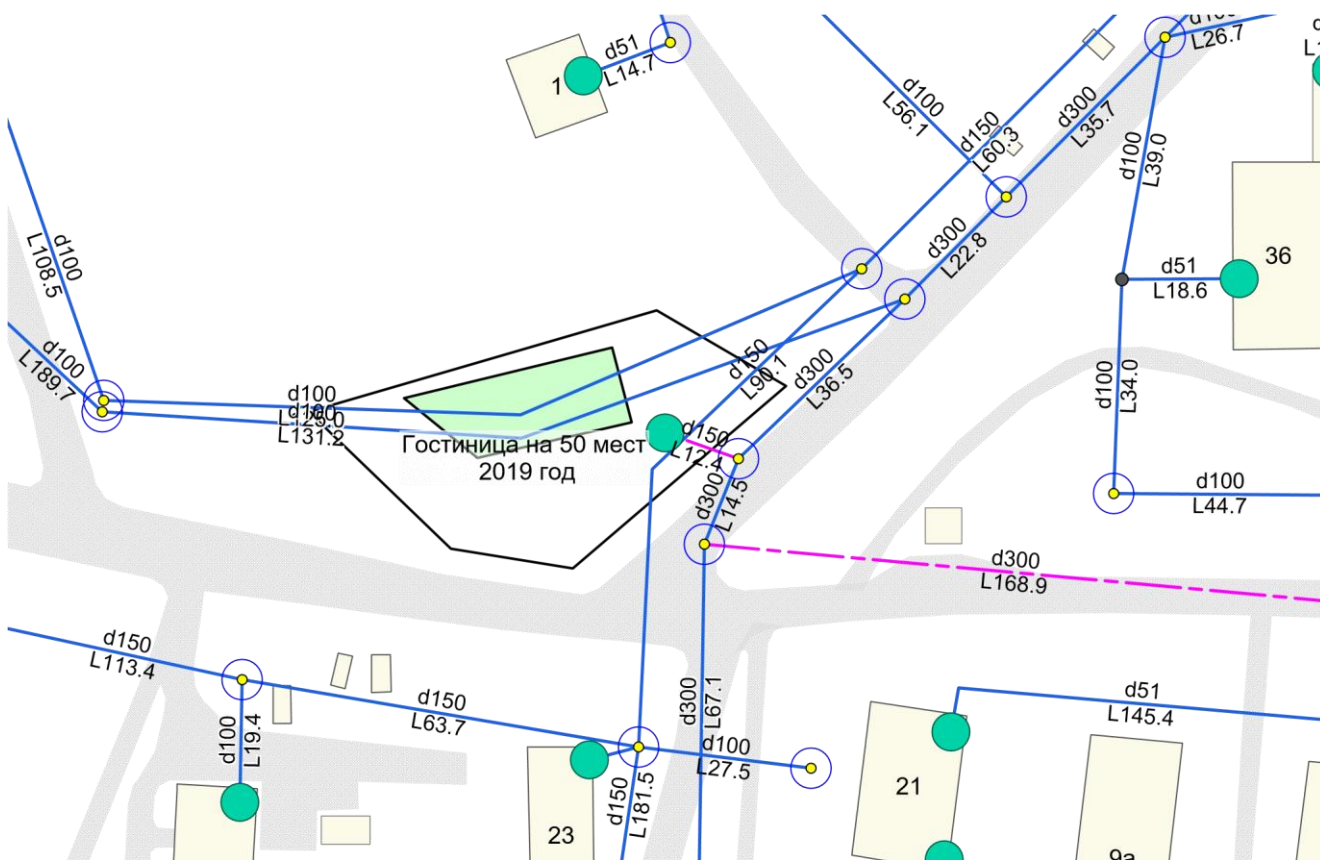 d100
L26.7
d51
L14.7
1
d100
L56.1
d150
L60.3
d300
L35.7
d100
L39.0
d100
L108.5
d300
L22.8
d51
L18.6
36
d100
L189.7
d150
L90.1
d300
L36.5
d100
L34.0
d100
L131.2
Гостиница на 50 мест
2019 год
d150
L12.4
d300
L14.5
d100
L44.7
d300
L168.9
d150
L113.4
d150
L63.7
d100
L19.4
d300
L67.1
d100
L27.5
d51
L145.4
d150
L181.5
21
23
9а